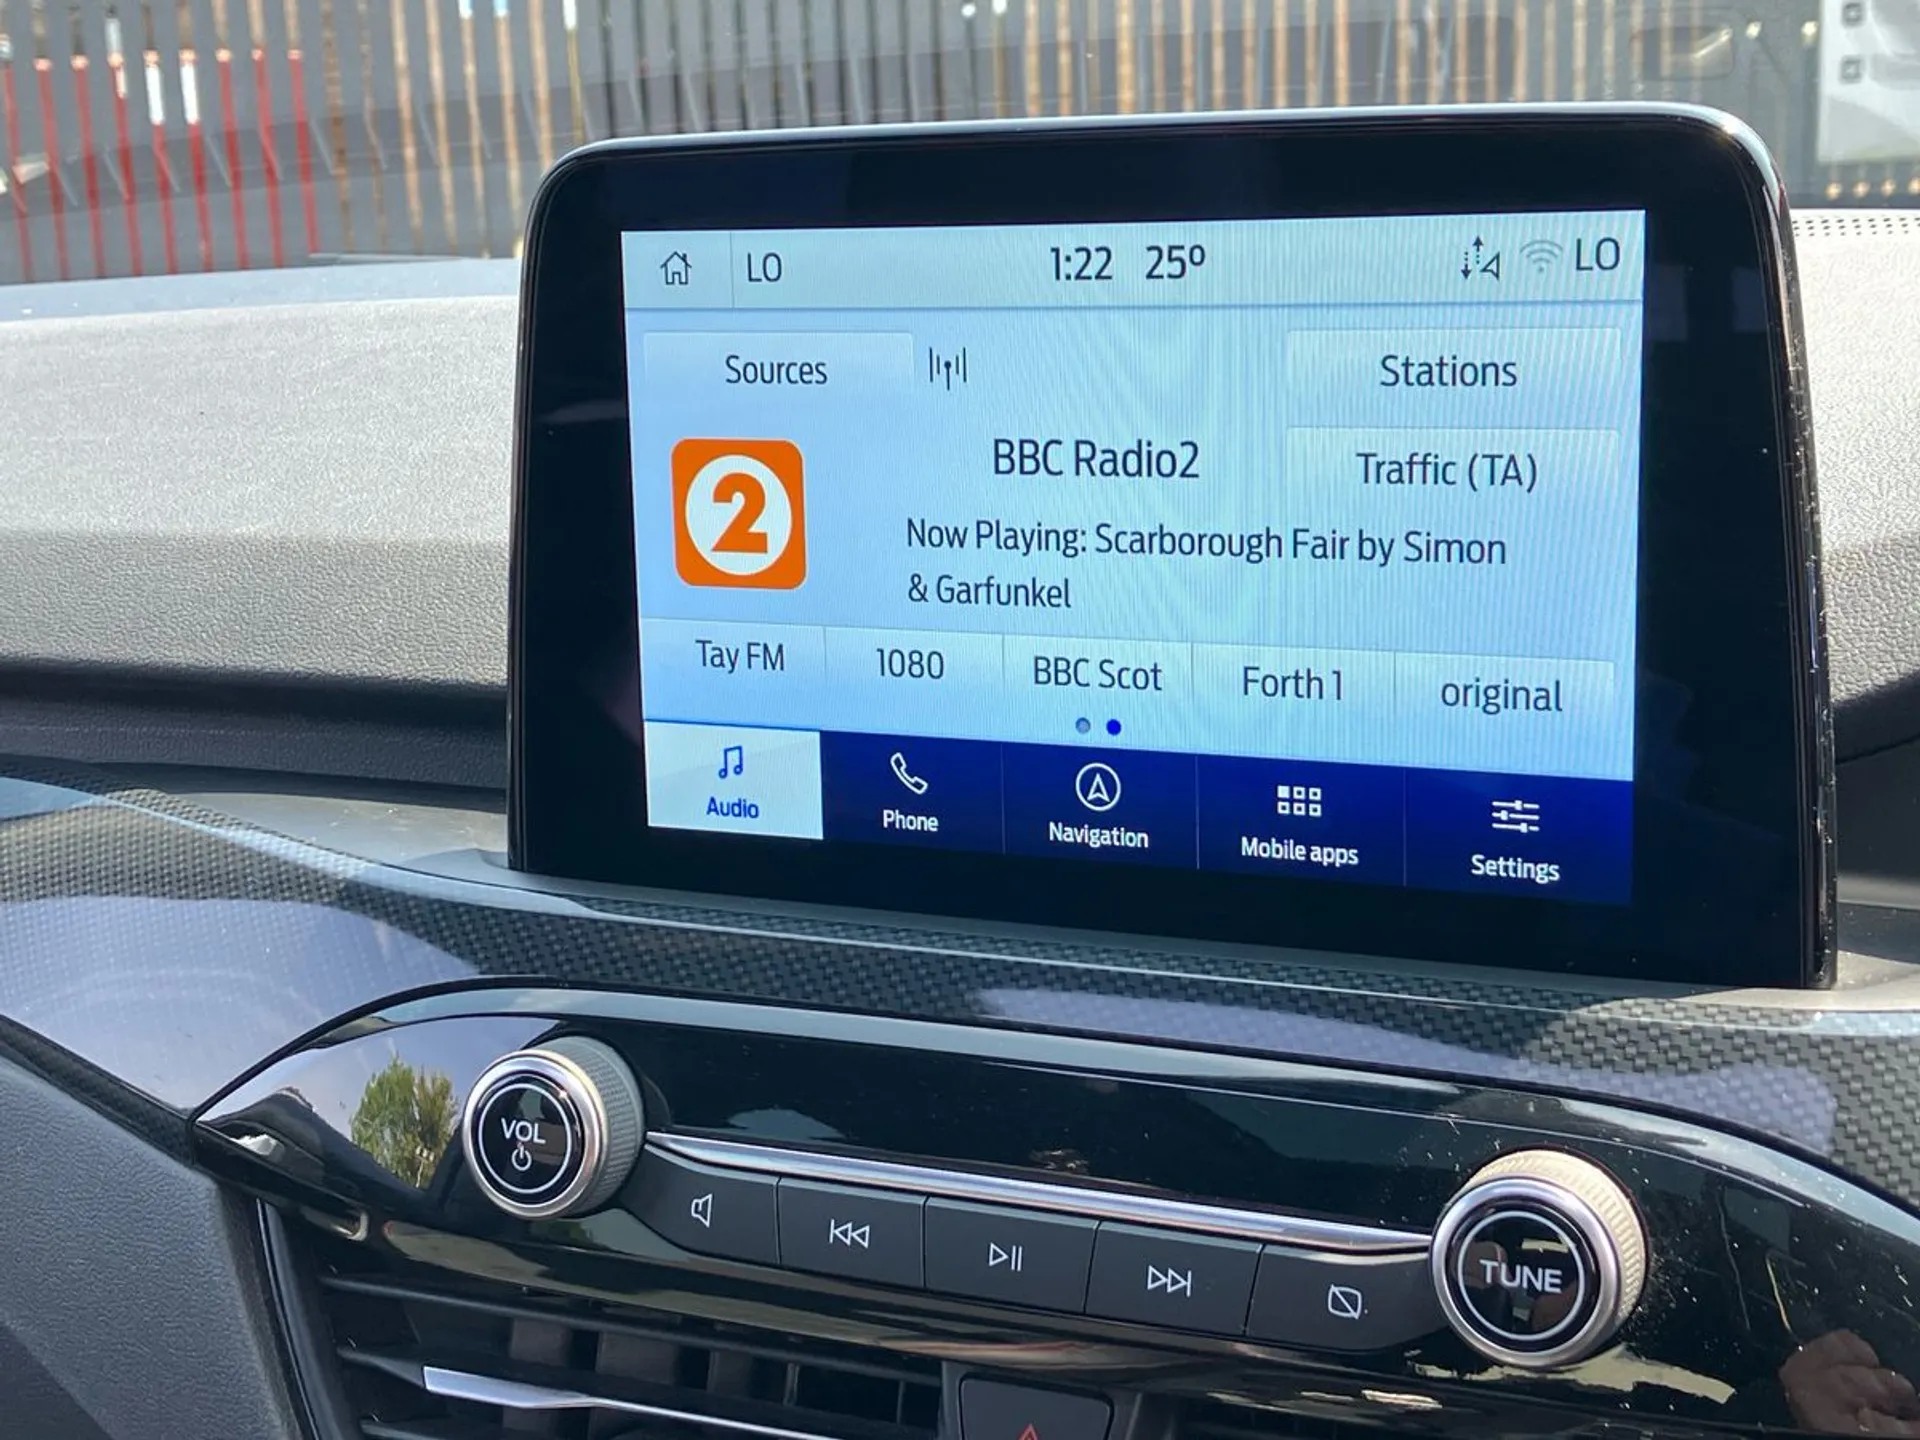 LO 1:22 25° LO
Sources Stations
2
BBC Radio2
Traffic (TA)
Now Playing: Scarborough Fair by Simon
& Garfunkel
Tay FM 1080 BBC Scot Forth 1 original
Audio Phone Navigation Mobile apps Settings
VOL
TUNE